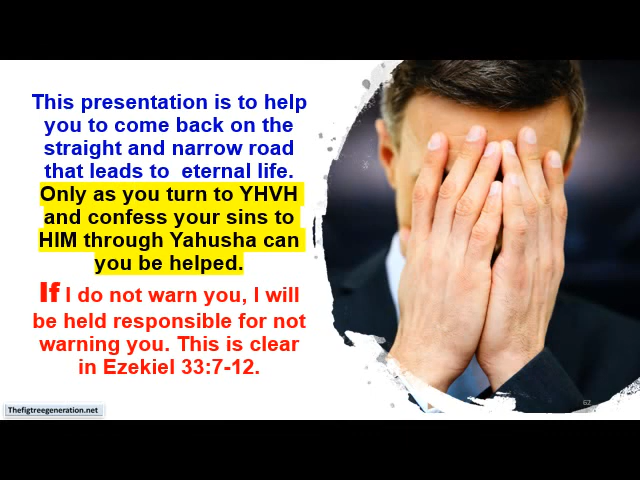 This presentation is to help
you to come back on the
straight and narrow road
that leads to  eternal life.
Only as you turn to YHVH
and confess your sins to
HIM through Yahusha can
you be helped.
If I do not warn you, I will
be held responsible for not
warning you. This is clear
in Ezekiel 33:7-12.
Thefigtreegeneration.net
62